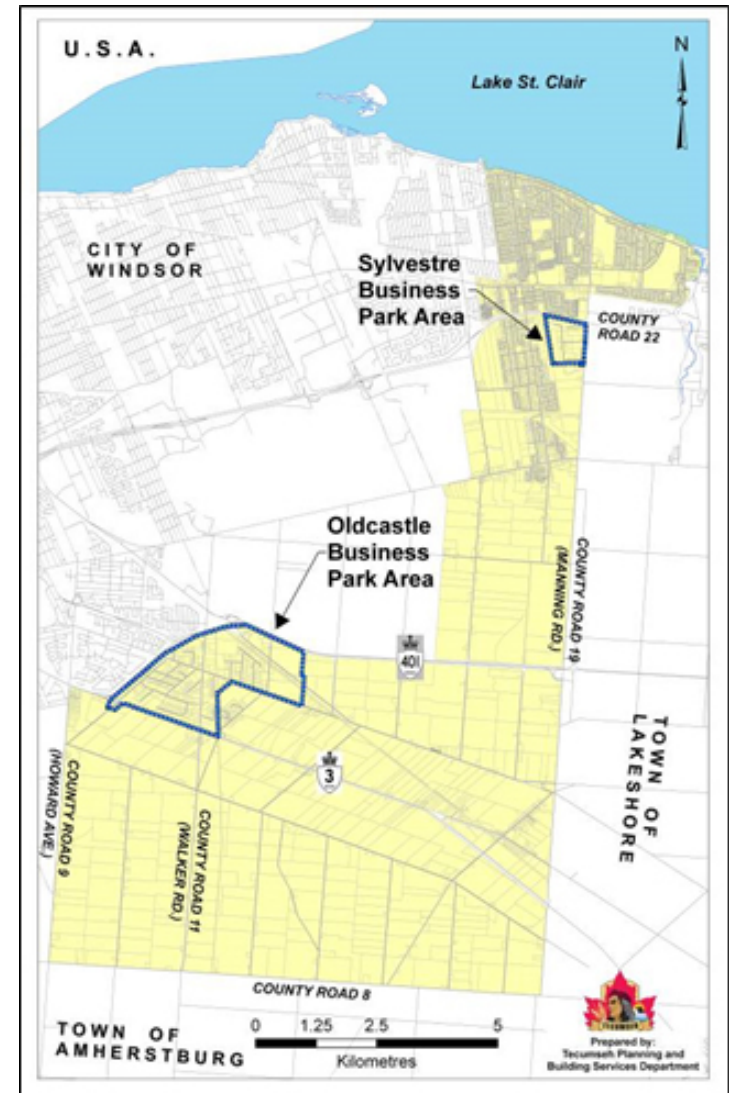 U.S.A.
N
Lake St. Clair
CITY OF
WINDSOR
Sylvestre
Business
Park Area
COUNTY
ROAD 22
Oldcastle
Business
Park Area
COUNTY ROAD 19
(MANNING RD.)
401
TOWN OF
LAKESHORE
3
COUNTY ROAD 9
(HOWARD AVE.)
COUNTY ROAD 11
(WALKER RD.)
COUNTY ROAD 8
TOWN OF
AMHERSTBURG
0 1.25 2.5 5
Kilometres
TECUMSEH
Prepared by:
Tecumseh Planning and
Building Services Department